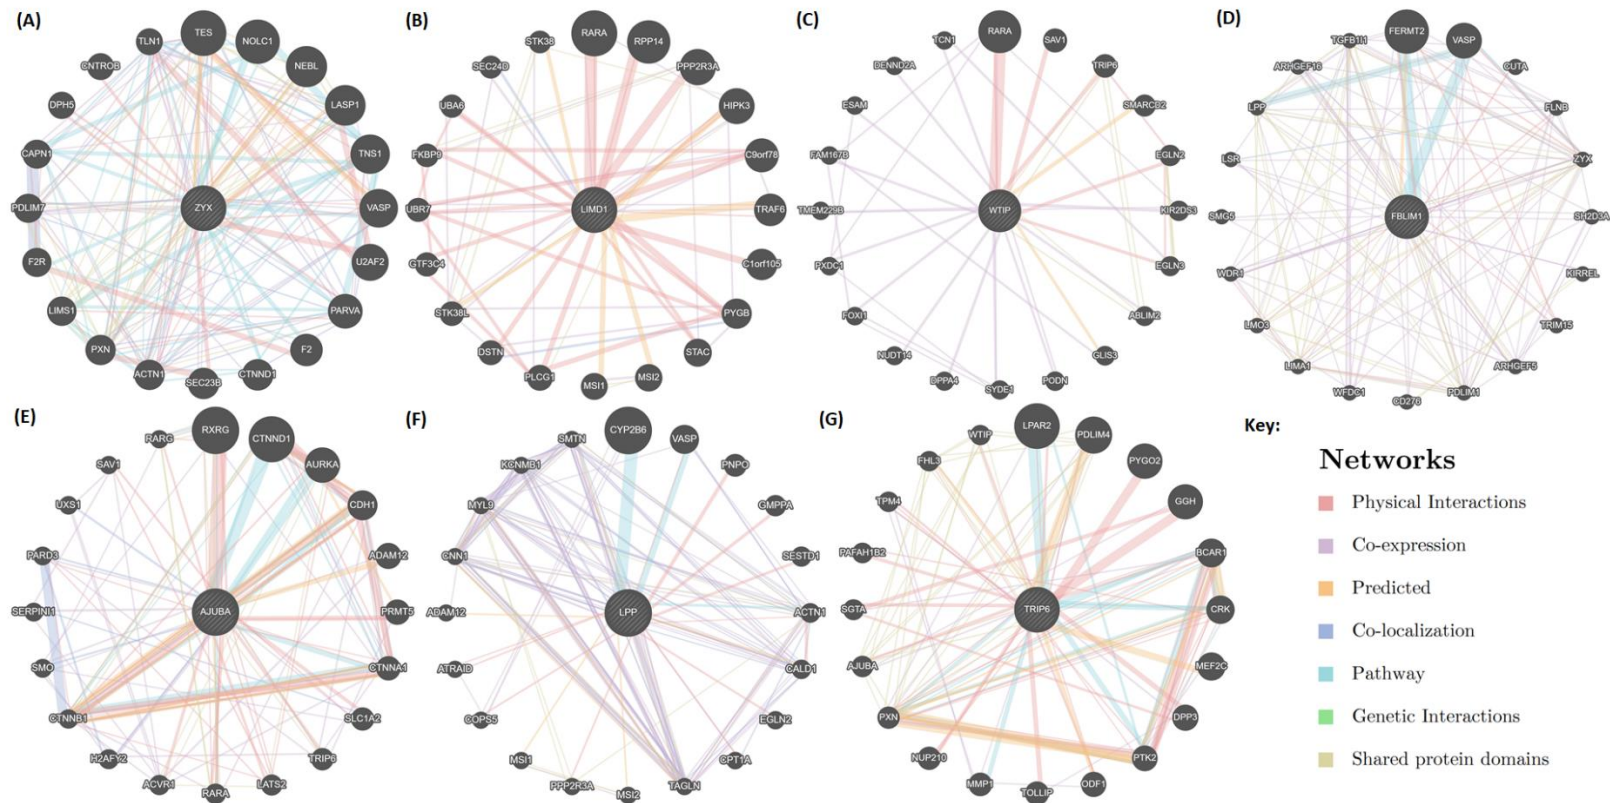 (A)
TES
NOLC1
NEBL
LASP1
TNS1
VASP
U2AF2
PARVA
F2
CTNND1
SEC23B
ACTN1
PXN
LIMS1
F2R
PDLIM7
CAPN1
DPH5
CNTROB
TLN1
ZYX
(B)
RARA
RPP14
PPP2R3A
HIPK3
C9orf78
TRAF6
C1orf105
PYGB
STAC
MSI2
MSI1
PLCG1
DSTN
STK38L
GTF3C4
UBR7
FKBP9
UBA6
SEC24D
STK38
LIMD1
(C)
RARA
SAV1
TRIP6
SMARCD2
EGLN2
KIR2DS3
EGLN3
ABLIM2
GLIS3
PODN
SYDE1
DPPA4
NUDT14
FOXI1
PXDC1
TMEM229B
FAM167B
ESAM
DENND2A
TCN1
WTIP
(D)
FERMT2
VASP
CUTA
FLNB
ZYX
SH2D3A
KIRREL
TRIM15
ARHGEF5
PDLIM1
CD276
WFDC1
LIMA1
LMO3
WDR1
SMG5
LSR
LPP
ARHGEF16
TGFB1I1
FBLIM1
(E)
RXRG
CTNND1
AURKA
CDH1
ADAM12
PRMT5
CTNNA1
SLC1A2
TRIP6
LATS2
RARA
ACVR1
H2AFY2
CTNNB1
SMO
SERPINI1
PARD3
UXS1
SAV1
RARG
AJUBA
(F)
CYP2B6
VASP
PNPO
GMPPA
SESTD1
ACTN1
CALD1
EGLN2
CPT1A
TAGLN
MSI2
PPP2R3A
MSI1
COPS5
ATRAID
ADAM12
CNN1
MYL9
KCNMB1
SMTN
LPP
(G)
LPAR2
PDLIM4
PYGO2
GGH
BCAR1
CRK
MEF2C
DPP3
PTK2
ODF1
TOLLIP
MMP1
NUP210
PXN
AJUBA
SGTA
PAFAH1B2
TPM4
FHL3
WTIP
TRIP6
Key:
Networks
Physical Interactions
Co-expression
Predicted
Co-localization
Pathway
Genetic Interactions
Shared protein domains